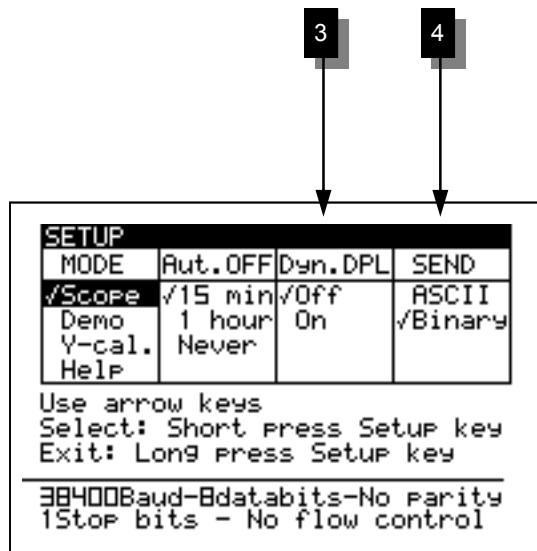 3 4
SETUP
MODE Aut.OFF Dyn.DPL SEND
√Scope √15 min √Off ASCII
Demo 1 hour On √Binary
Y-cal. Never
Help
Use arrow keys
Select: Short press Setup key
Exit: Long press Setup key
38400Baud-8databits-No parity
1Stop bits - No flow control